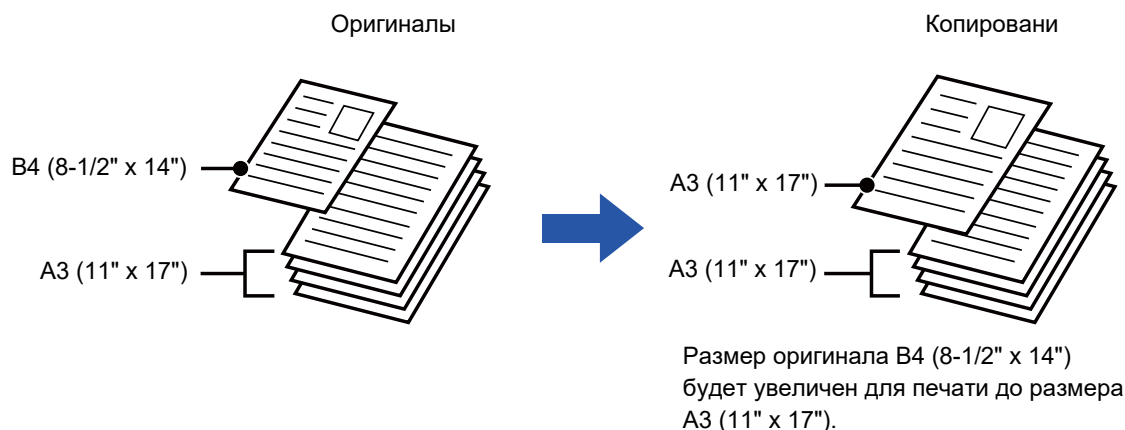 Оригиналы
Копировани
B4 (8-1/2" x 14")
A3 (11" x 17")
A3 (11" x 17")
A3 (11" x 17")
Размер оригинала B4 (8-1/2" x 14")
будет увеличен для печати до размера
A3 (11" x 17").